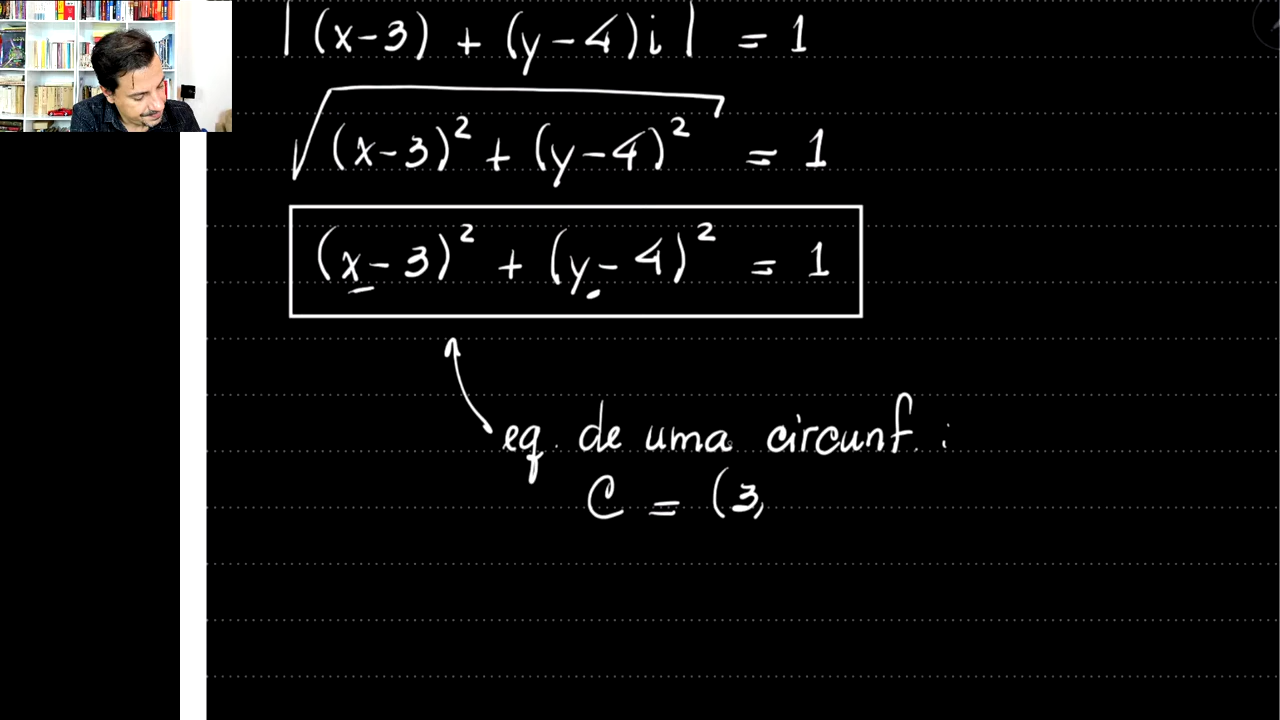 |(x-3) + (y-4)i| = 1
√(x-3)² + (y-4)² = 1
(x-3)² + (y-4)² = 1
eq. de uma circunf. :
C = (3,